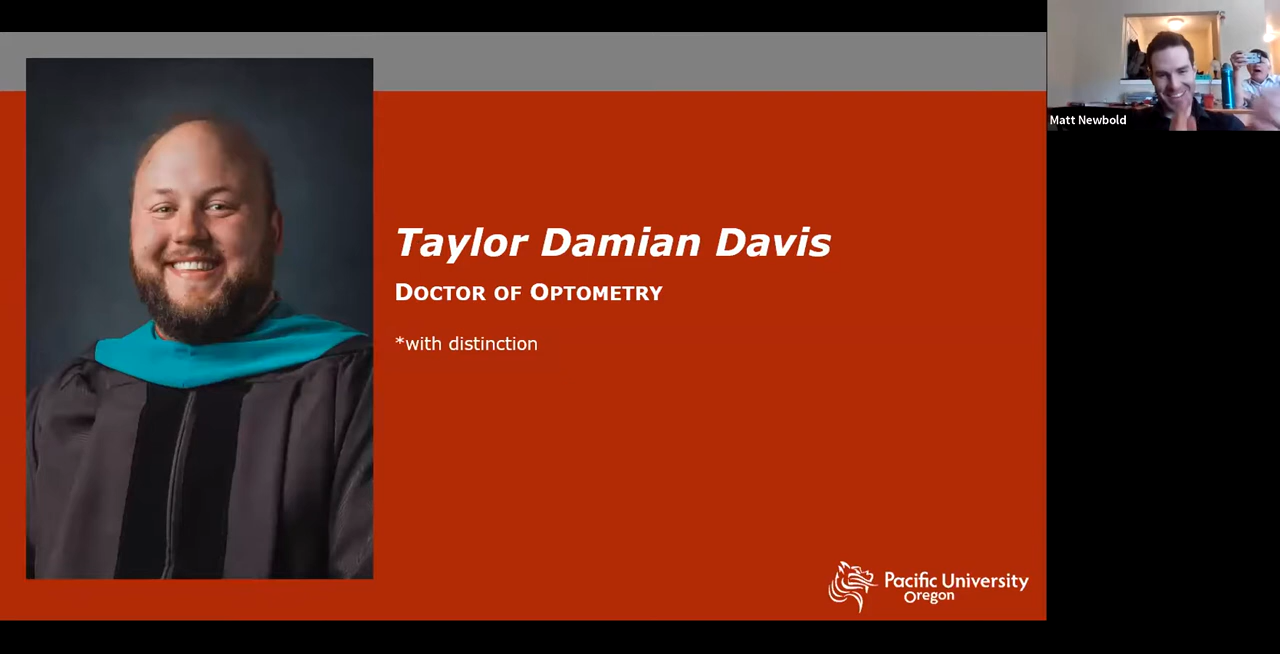 Matt Newbold
Taylor Damian Davis
Doctor of Optometry
*with distinction
Pacific University
Oregon